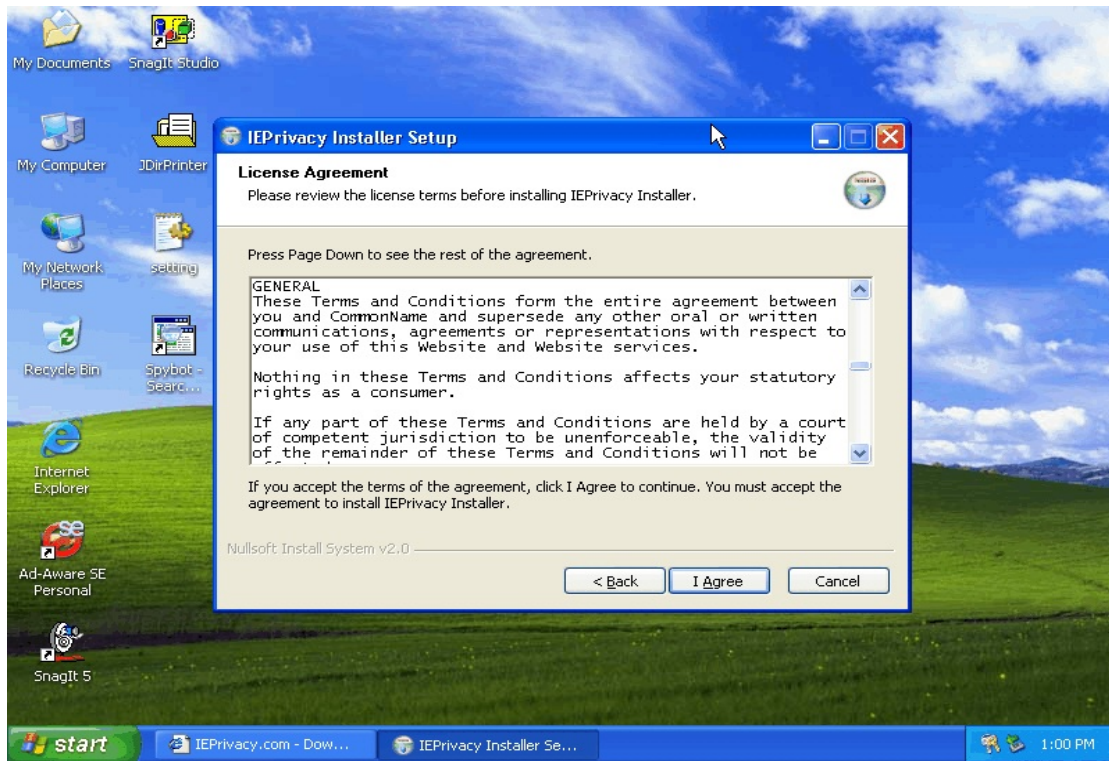 My Documents
SnagIt Studio
My Computer
JDirPrinter
My Network
Places
setting
Recycle Bin
Spybot -
Searc...
Internet
Explorer
Ad-Aware SE
Personal
SnagIt 5
IEPrivacy Installer Setup
License Agreement
Please review the license terms before installing IEPrivacy Installer.
Press Page Down to see the rest of the agreement.
GENERAL
These Terms and Conditions form the entire agreement between
you and CommonName and supersede any other oral or written
communications, agreements or representations with respect to
your use of this Website and Website services.
Nothing in these Terms and Conditions affects your statutory
rights as a consumer.
If any part of these Terms and Conditions are held by a court
of competent jurisdiction to be unenforceable, the validity
of the remainder of these Terms and Conditions will not be
If you accept the terms of the agreement, click I Agree to continue. You must accept the
agreement to install IEPrivacy Installer.
Nullsoft Install System v2.0
< Back
I Agree
Cancel
start
IEPrivacy.com - Dow...
IEPrivacy Installer Se...
1:00 PM